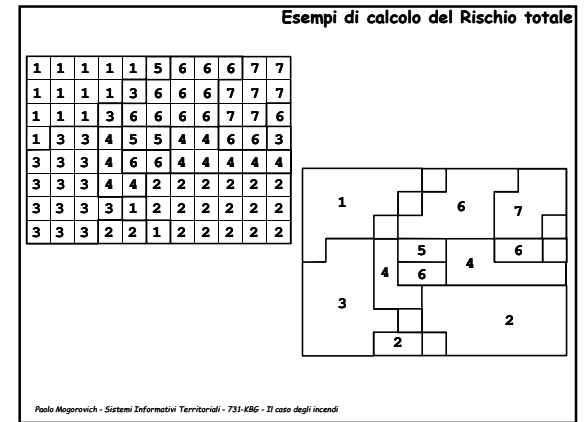 Esempi di calcolo del Rischio totale
1 1 1 1 1 5 6 6 6 7 7
1 1 1 1 3 6 6 6 7 7 7
1 1 1 3 6 6 6 6 7 7 6
1 3 3 4 5 5 4 4 6 6 3
3 3 3 4 6 6 4 4 4 4 4
3 3 3 4 4 2 2 2 2 2 2
3 3 3 3 1 2 2 2 2 2 2
3 3 3 2 2 1 2 2 2 2 2
1 6 7
5 6
4 6 4
3 2
2
Paolo Mogorovich - Sistemi Informativi Territoriali - 731-KBG - Il caso degli incendi